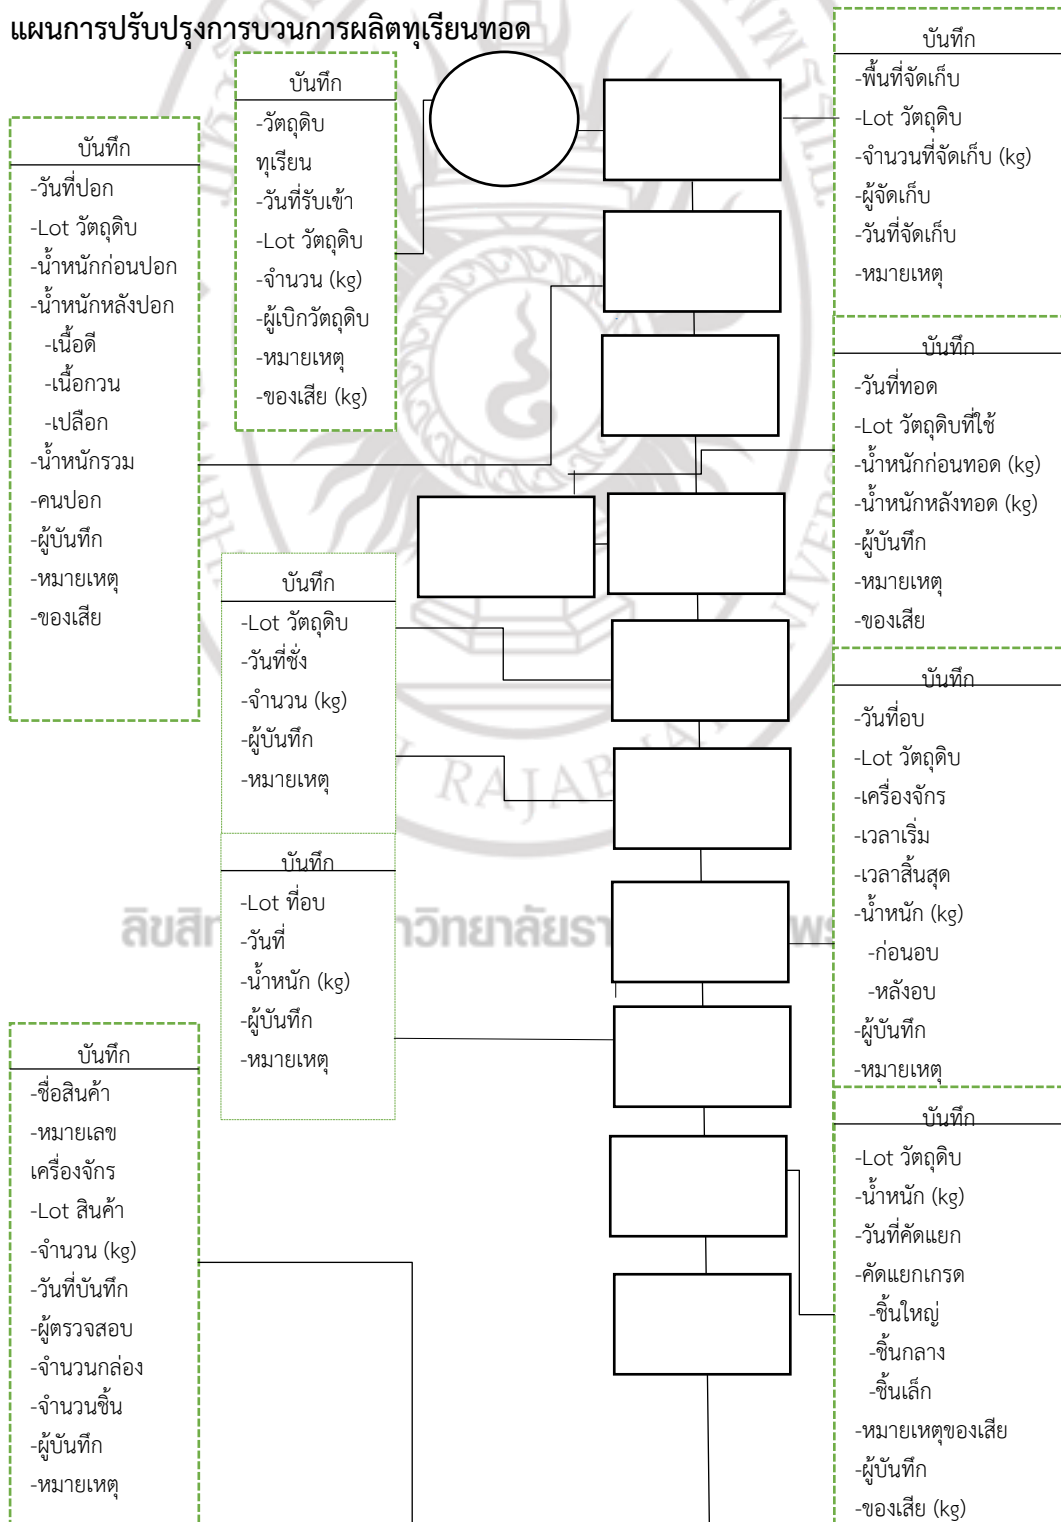 แผนการปรับปรุงการบวนการผลิตทุเรียนทอด
บันทึก
-วัตถุดิบ
ทุเรียน
-วันที่รับเข้า
-Lot วัตถุดิบ
-จำนวน (kg)
-ผู้เบิกวัตถุดิบ
-หมายเหตุ
-ของเสีย (kg)
บันทึก
-พื้นที่จัดเก็บ
-Lot วัตถุดิบ
-จำนวนที่จัดเก็บ (kg)
-ผู้จัดเก็บ
-วันที่จัดเก็บ
-หมายเหตุ
บันทึก
-วันที่ปอก
-Lot วัตถุดิบ
-น้ำหนักก่อนปอก
-น้ำหนักหลังปอก
-เนื้อดี
-เนื้อกวน
-เปลือก
-น้ำหนักรวม
-คนปอก
-ผู้บันทึก
-หมายเหตุ
-ของเสีย
บันทึก
-วันที่ทอด
-Lot วัตถุดิบที่ใช้
-น้ำหนักก่อนทอด (kg)
-น้ำหนักหลังทอด (kg)
-ผู้บันทึก
-หมายเหตุ
-ของเสีย
บันทึก
-Lot วัตถุดิบ
-วันที่ชั่ง
-จำนวน (kg)
-ผู้บันทึก
-หมายเหตุ
บันทึก
-วันที่อบ
-Lot วัตถุดิบ
-เครื่องจักร
-เวลาเริ่ม
-เวลาสิ้นสุด
-น้ำหนัก (kg)
-ก่อนอบ
-หลังอบ
-ผู้บันทึก
-หมายเหตุ
บันทึก
-Lot ที่อบ
-วันที่
-น้ำหนัก (kg)
-ผู้บันทึก
-หมายเหตุ
บันทึก
-ชื่อสินค้า
-หมายเลข
เครื่องจักร
-Lot สินค้า
-จำนวน (kg)
-วันที่บันทึก
-ผู้ตรวจสอบ
-จำนวนกล่อง
-จำนวนชิ้น
-ผู้บันทึก
-หมายเหตุ
บันทึก
-Lot วัตถุดิบ
-น้ำหนัก (kg)
-วันที่คัดแยก
-คัดแยกเกรด
-ชิ้นใหญ่
-ชิ้นกลาง
-ชิ้นเล็ก
-หมายเหตุของเสีย
-ผู้บันทึก
-ของเสีย (kg)